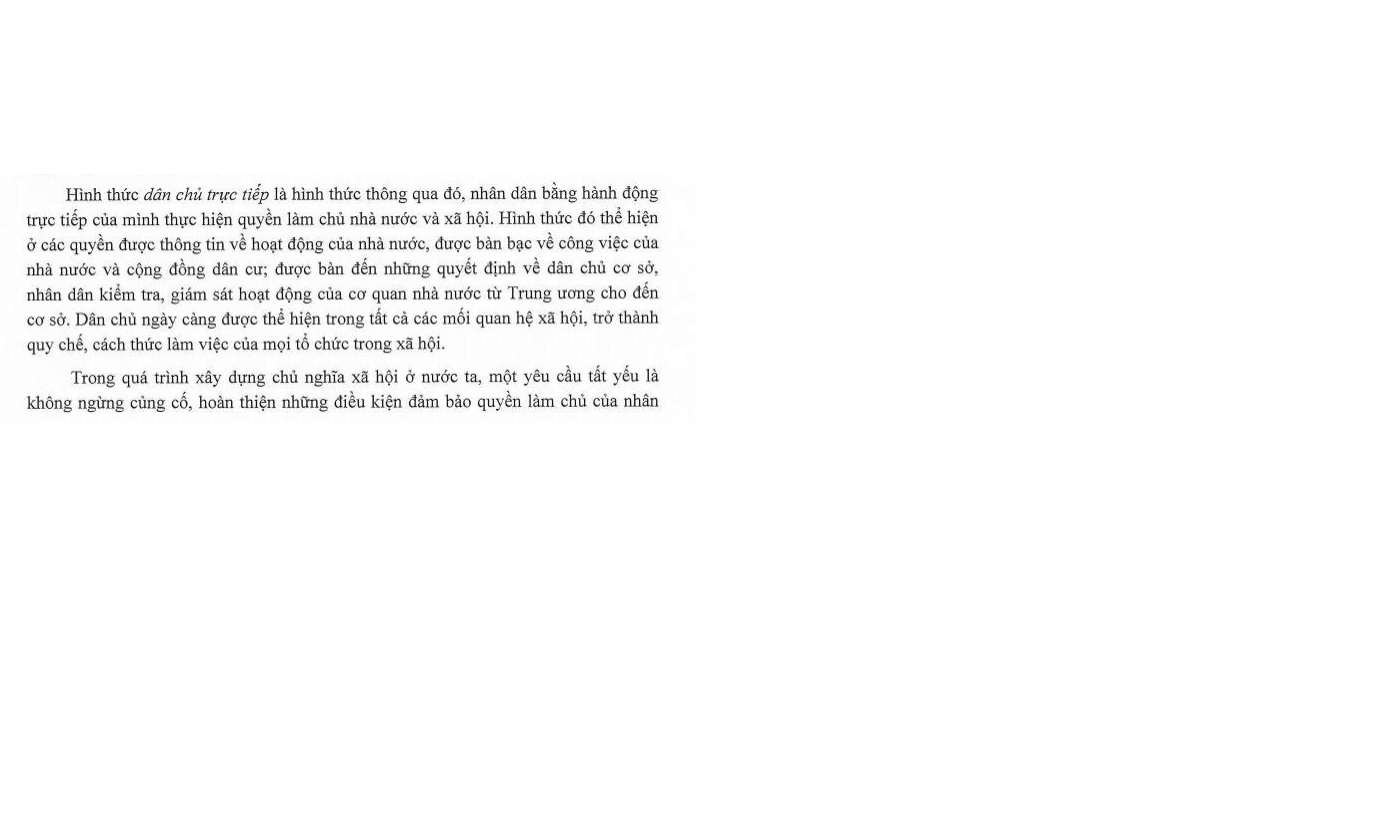 Hình thức dân chủ trực tiếp là hình thức thông qua đó, nhân dân bằng hành động
trực tiếp của mình thực hiện quyền làm chủ nhà nước và xã hội. Hình thức đó thể hiện
ở các quyền được thông tin về hoạt động của nhà nước, được bàn bạc về công việc của
nhà nước và cộng đồng dân cư; được bàn đến những quyết định về dân chủ cơ sở,
nhân dân kiểm tra, giám sát hoạt động của cơ quan nhà nước từ Trung ương cho đến
cơ sở. Dân chủ ngày càng được thể hiện trong tất cả các mối quan hệ xã hội, trở thành
quy chế, cách thức làm việc của mọi tổ chức trong xã hội.
Trong quá trình xây dựng chủ nghĩa xã hội ở nước ta, một yêu cầu tất yếu là
không ngừng củng cố, hoàn thiện những điều kiện đảm bảo quyền làm chủ của nhân